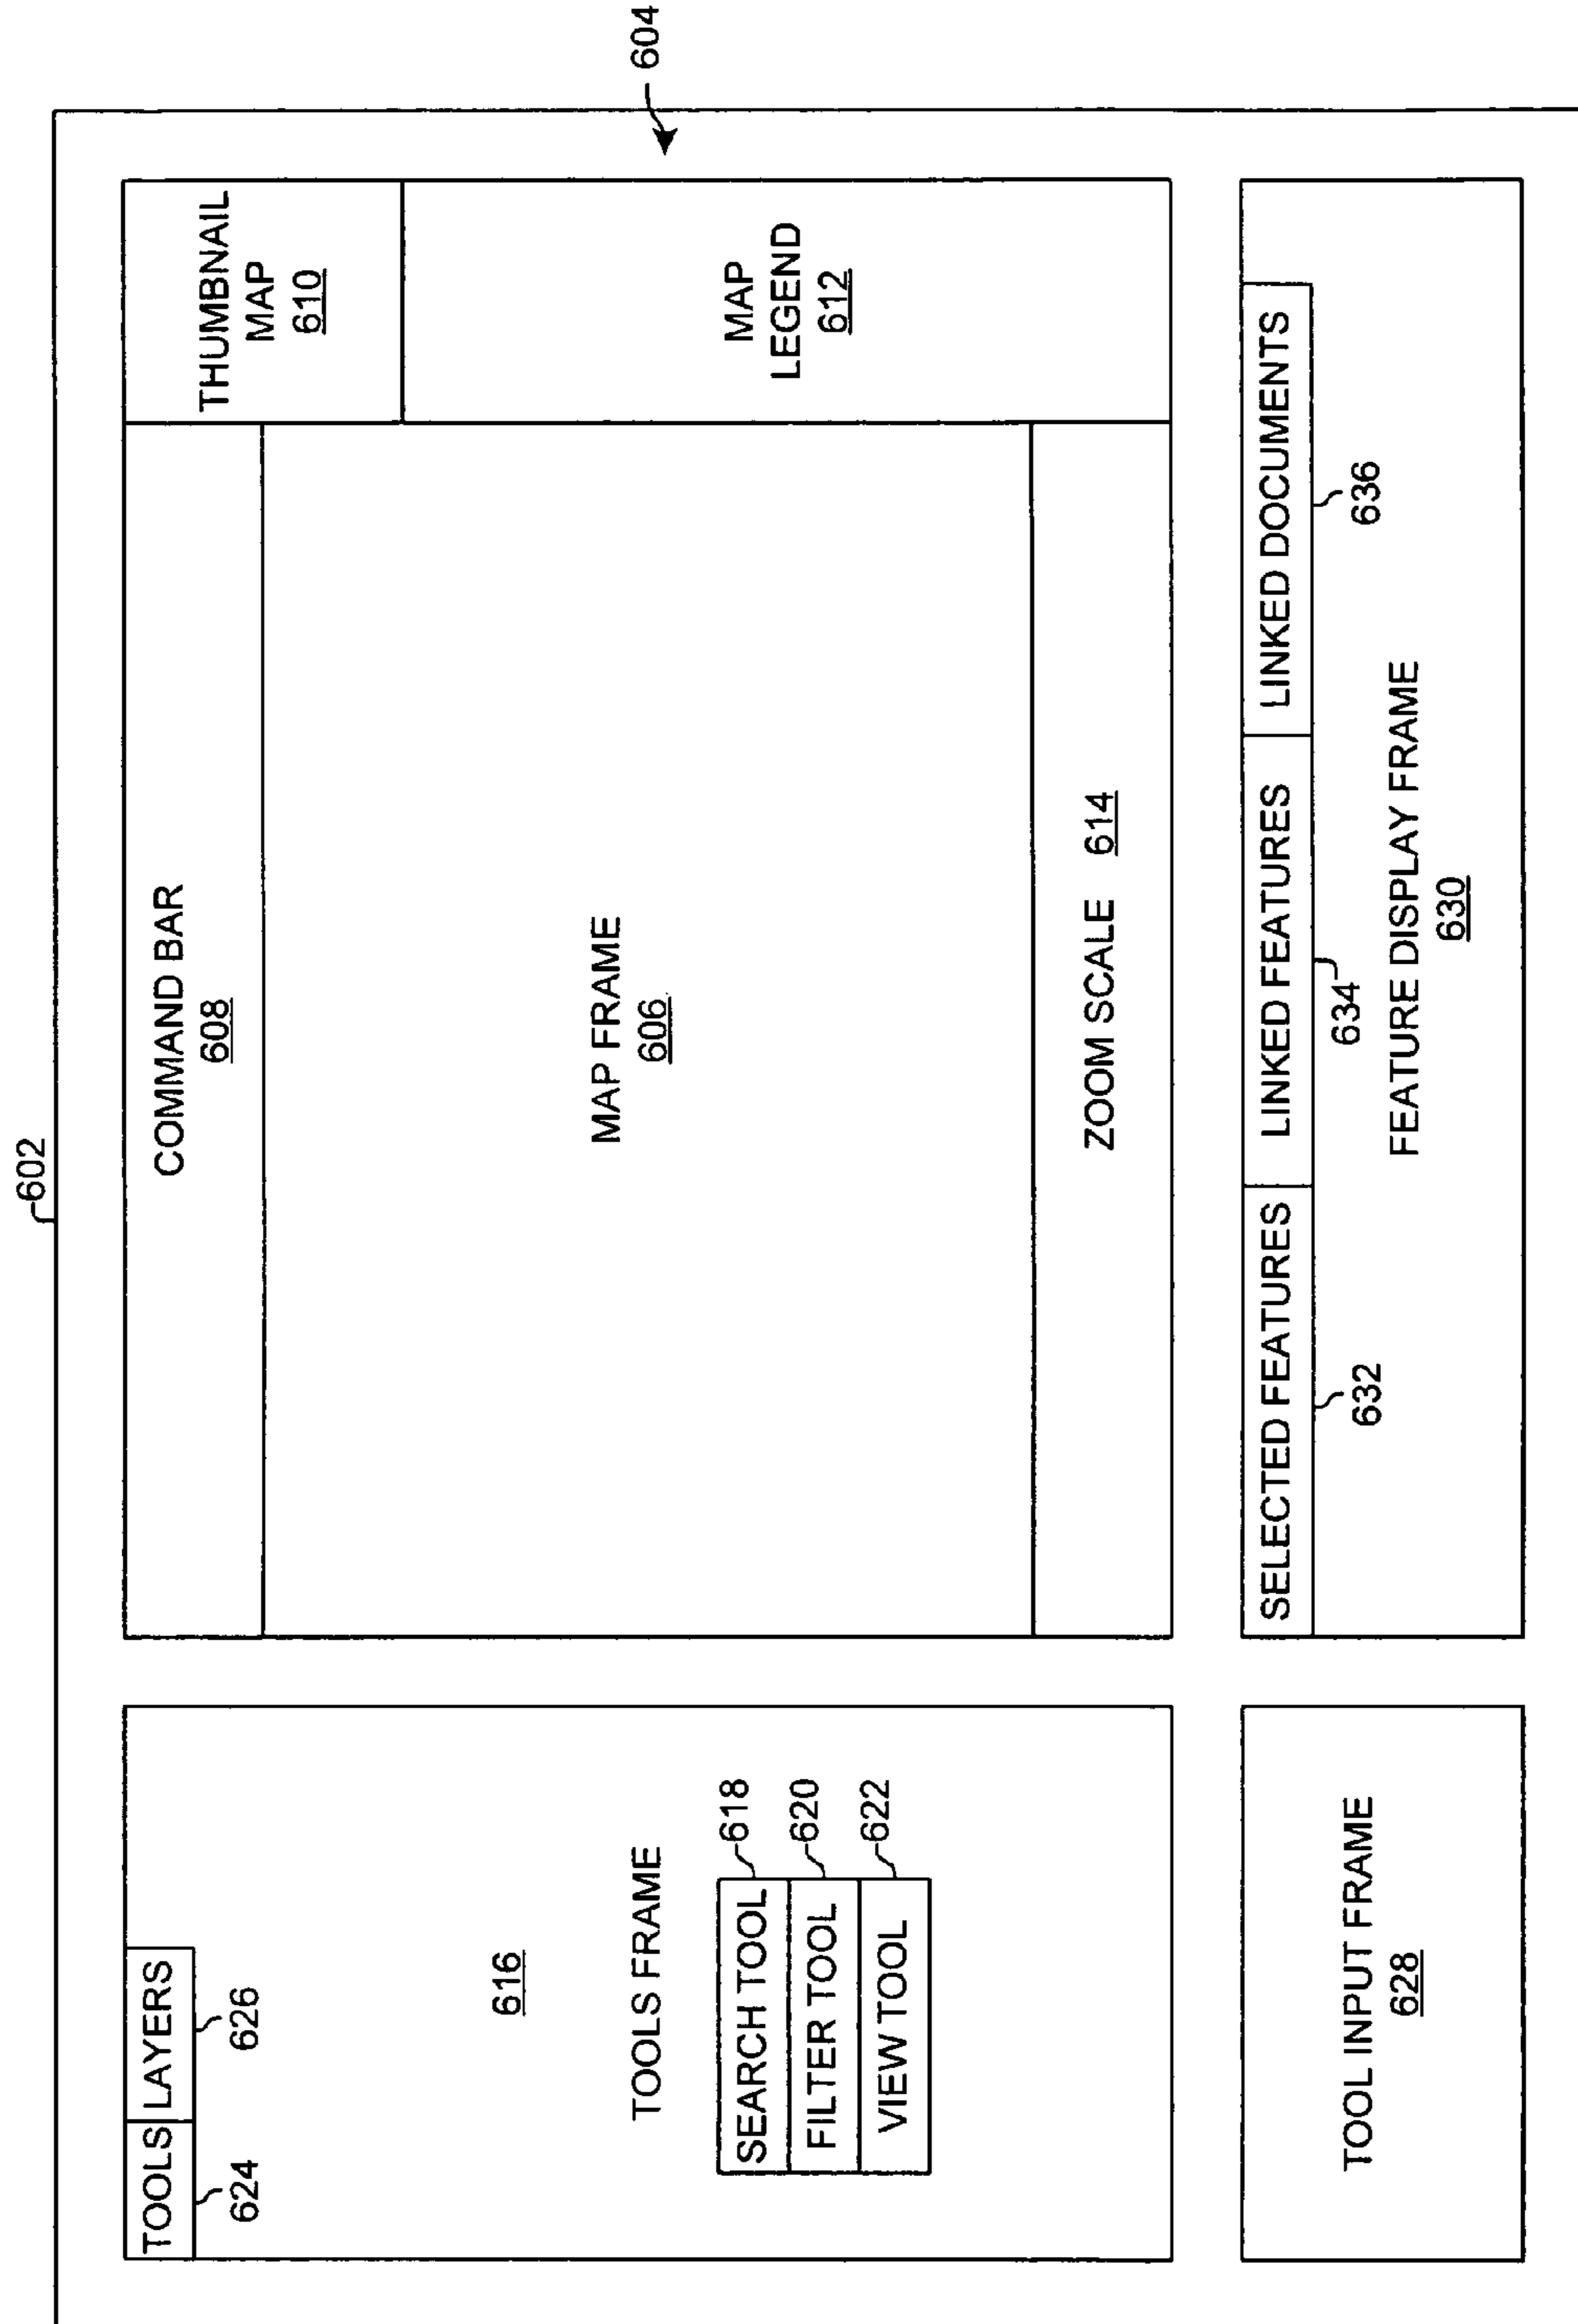 602
604
TOOLS
LAYERS
624
626
616
TOOLS FRAME
SEARCH TOOL
618
FILTER TOOL
620
VIEW TOOL
622
COMMAND BAR
608
THUMBNAIL
MAP
610
MAP FRAME
606
MAP
LEGEND
612
ZOOM SCALE 614
TOOL INPUT FRAME
628
SELECTED FEATURES
LINKED FEATURES
LINKED DOCUMENTS
632
634
636
FEATURE DISPLAY FRAME
630